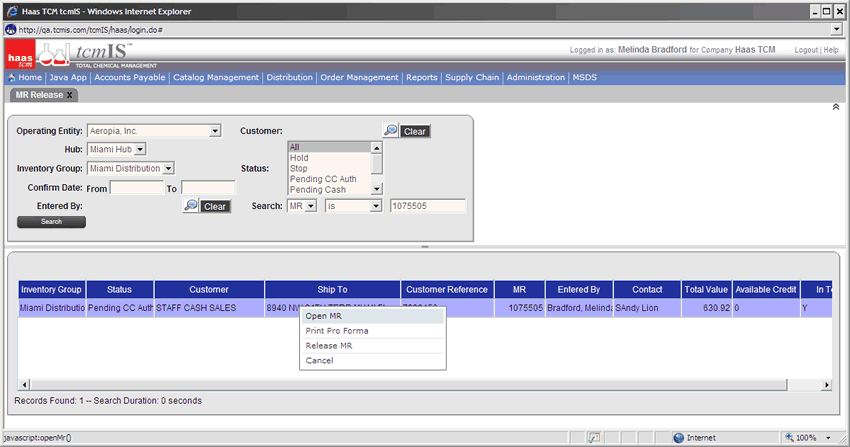 Haas TCM tcmIS - Windows Internet Explorer
http://qa.tcmis.com/tcmIS/haas/login.do#
haas tcm tcmIS™ TOTAL CHEMICAL MANAGEMENT
Logged in as: Melinda Bradford for Company Haas TCM Logout | Help
Home | Java App | Accounts Payable | Catalog Management | Distribution | Order Management | Reports | Supply Chain | Administration | MSDS
MR Release X
Operating Entity: Aeropia, Inc. Customer: Clear
Hub: Miami Hub
Inventory Group: Miami Distribution
Status: All
Hold
Stop
Pending CC Auth
Pending Cash
Confirm Date: From To
Entered By: Clear Search: MR is 1075505
Search
Inventory Group Status Customer Ship To Customer Reference MR Entered By Contact Total Value Available Credit In Te
Miami Distributio Pending CC Auth STAFF CASH SALES 8940 NW 1075505 Bradford, Melinda SAndy Lion 630.92 0 Y
Open MR
Print Pro Forma
Release MR
Cancel
Records Found: 1 -- Search Duration: 0 seconds
javascript:openMr() Internet 100%